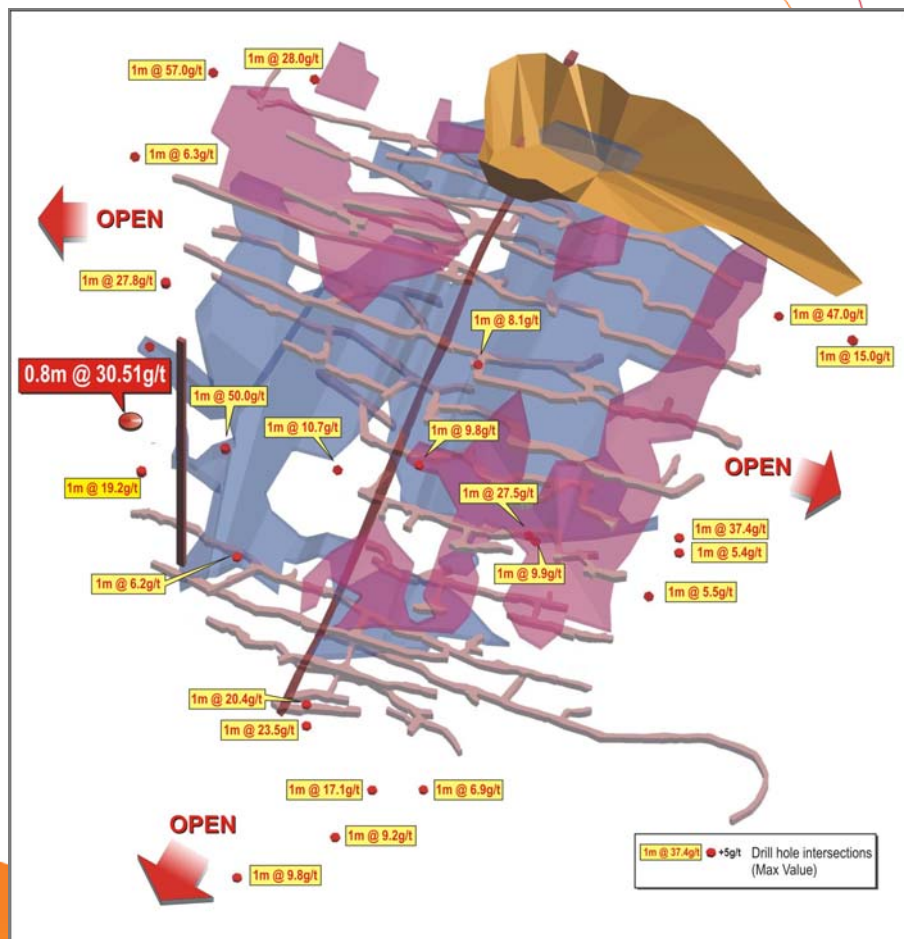 1m @ 28.0g/t
1m @ 57.0g/t
1m @ 6.3g/t
OPEN
1m @ 27.8g/t
1m @ 47.0g/t
1m @ 8.1g/t
1m @ 15.0g/t
0.8m @ 30.51g/t
1m @ 50.0g/t
1m @ 10.7g/t
1m @ 9.8g/t
OPEN
1m @ 19.2g/t
1m @ 27.5g/t
1m @ 37.4g/t
1m @ 5.4g/t
1m @ 9.9g/t
1m @ 6.2g/t
1m @ 5.5g/t
1m @ 20.4g/t
1m @ 23.5g/t
1m @ 17.1g/t
1m @ 6.9g/t
OPEN
1m @ 9.2g/t
1m @ 9.8g/t
1m @ 37.4g/t +5g/t Drill hole intersections
(Max Value)